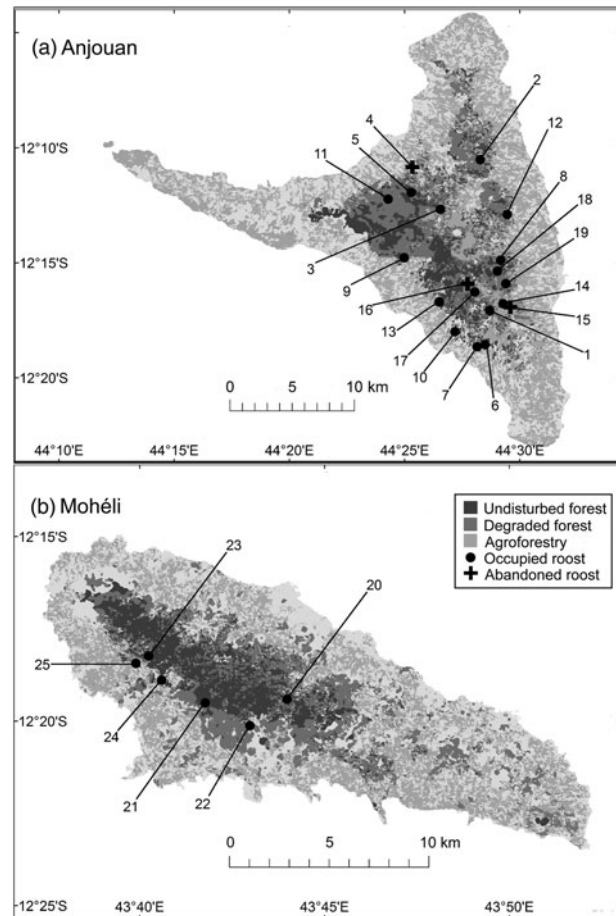 (a) Anjouan
2
4
12
12°10'S
5
11
8
18
19
3
12°15'S
9
14
16
15
13
17
1
10
12°20'S
7
6
0 5 10 km
44°10'E 44°15'E 44°20'E 44°25'E 44°30'E
(b) Mohéli
Undisturbed forest
Degraded forest
Agroforestry
Occupied roost
Abandoned roost
12°15'S
23
20
25
12°20'S
24
21
22
0 5 10 km
12°25'S
43°40'E 43°45'E 43°50'E